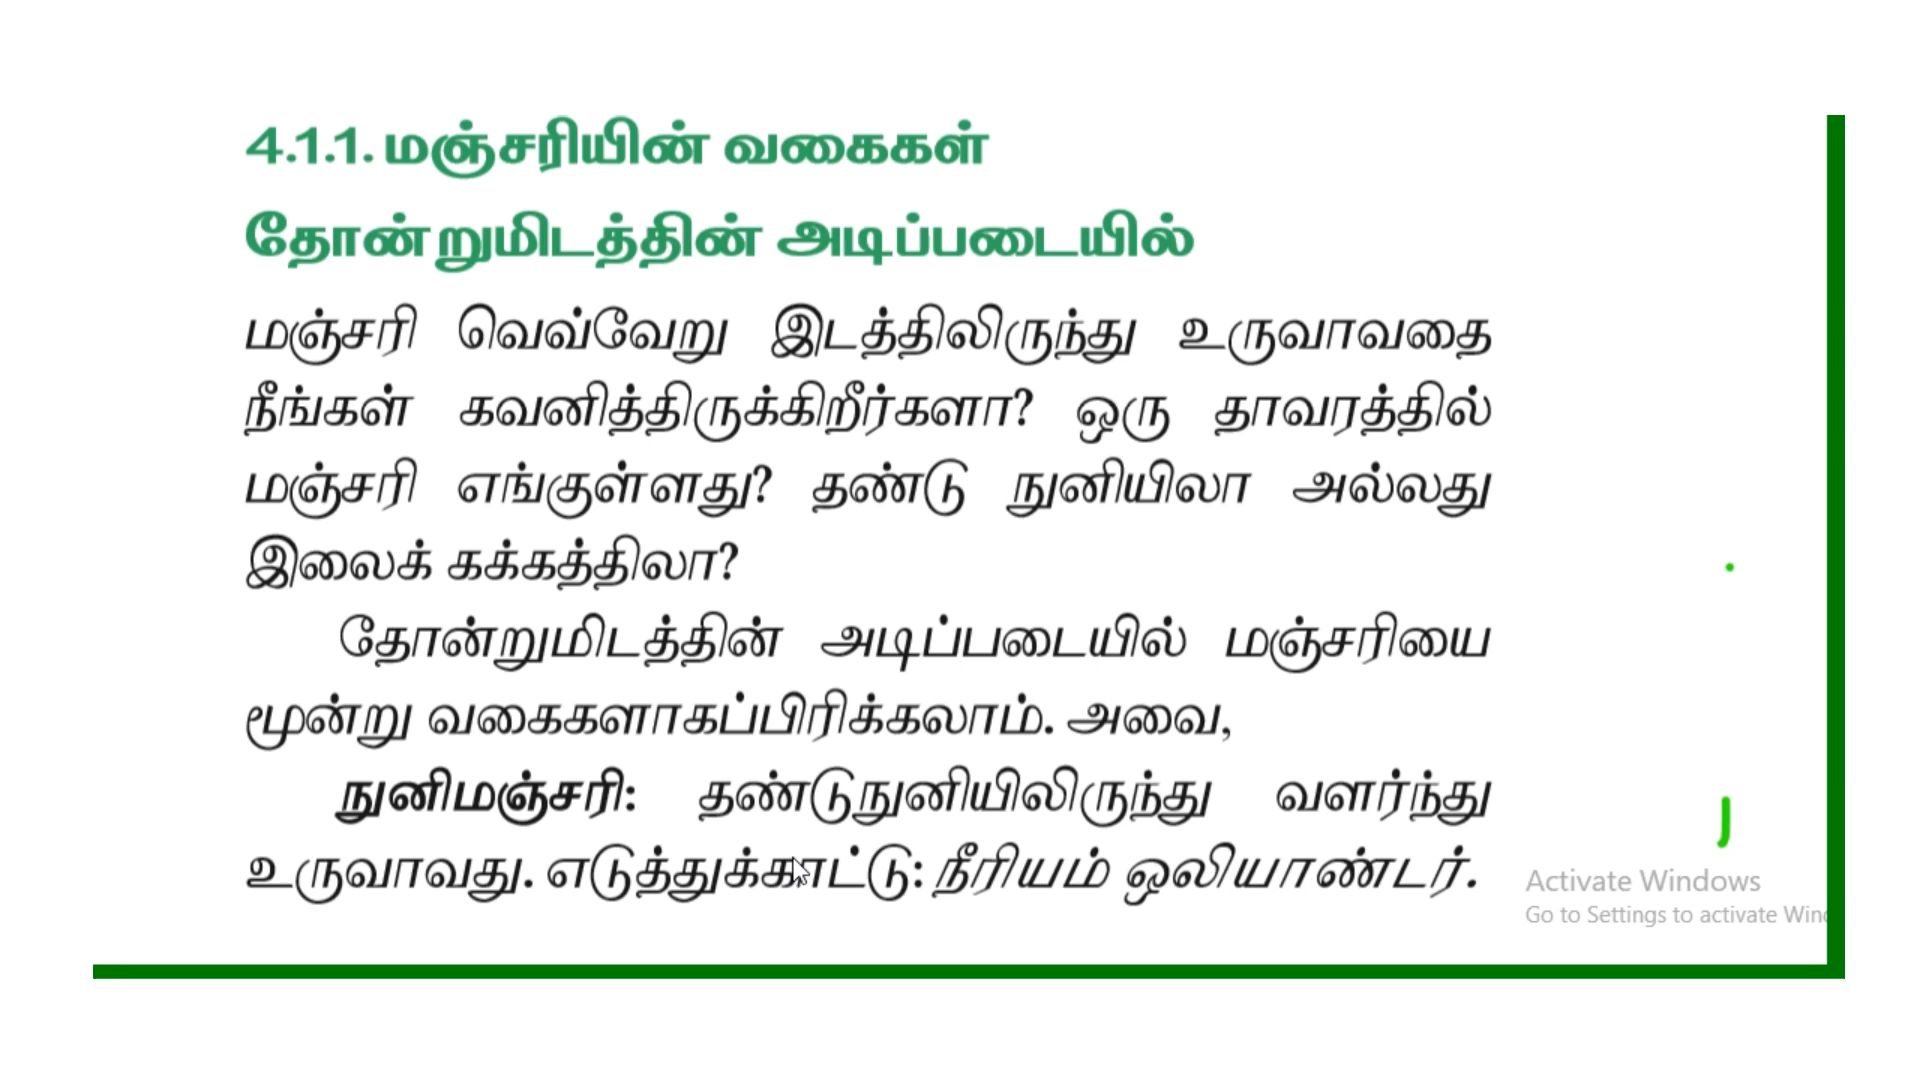 4.1.1. மஞ்சரியின் வகைகள்
தோன்றுமிடத்தின் அடிப்படையில்
மஞ்சரி வெவ்வேறு இடத்திலிருந்து உருவாவதை
நீங்கள் கவனித்திருக்கிறீர்களா? ஒரு தாவரத்தில்
மஞ்சரி எங்குள்ளது? தண்டு நுனியிலா அல்லது
இலைக் கக்கத்திலா?
தோன்றுமிடத்தின் அடிப்படையில் மஞ்சரியை
மூன்று வகைகளாகப்பிரிக்கலாம். அவை,
நுனிமஞ்சரி: தண்டுநுனியிலிருந்து வளர்ந்து
உருவாவது. எடுத்துக்காட்டு: நீரியம் ஒலியாண்டர்.
Activate Windows
Go to Settings to activate